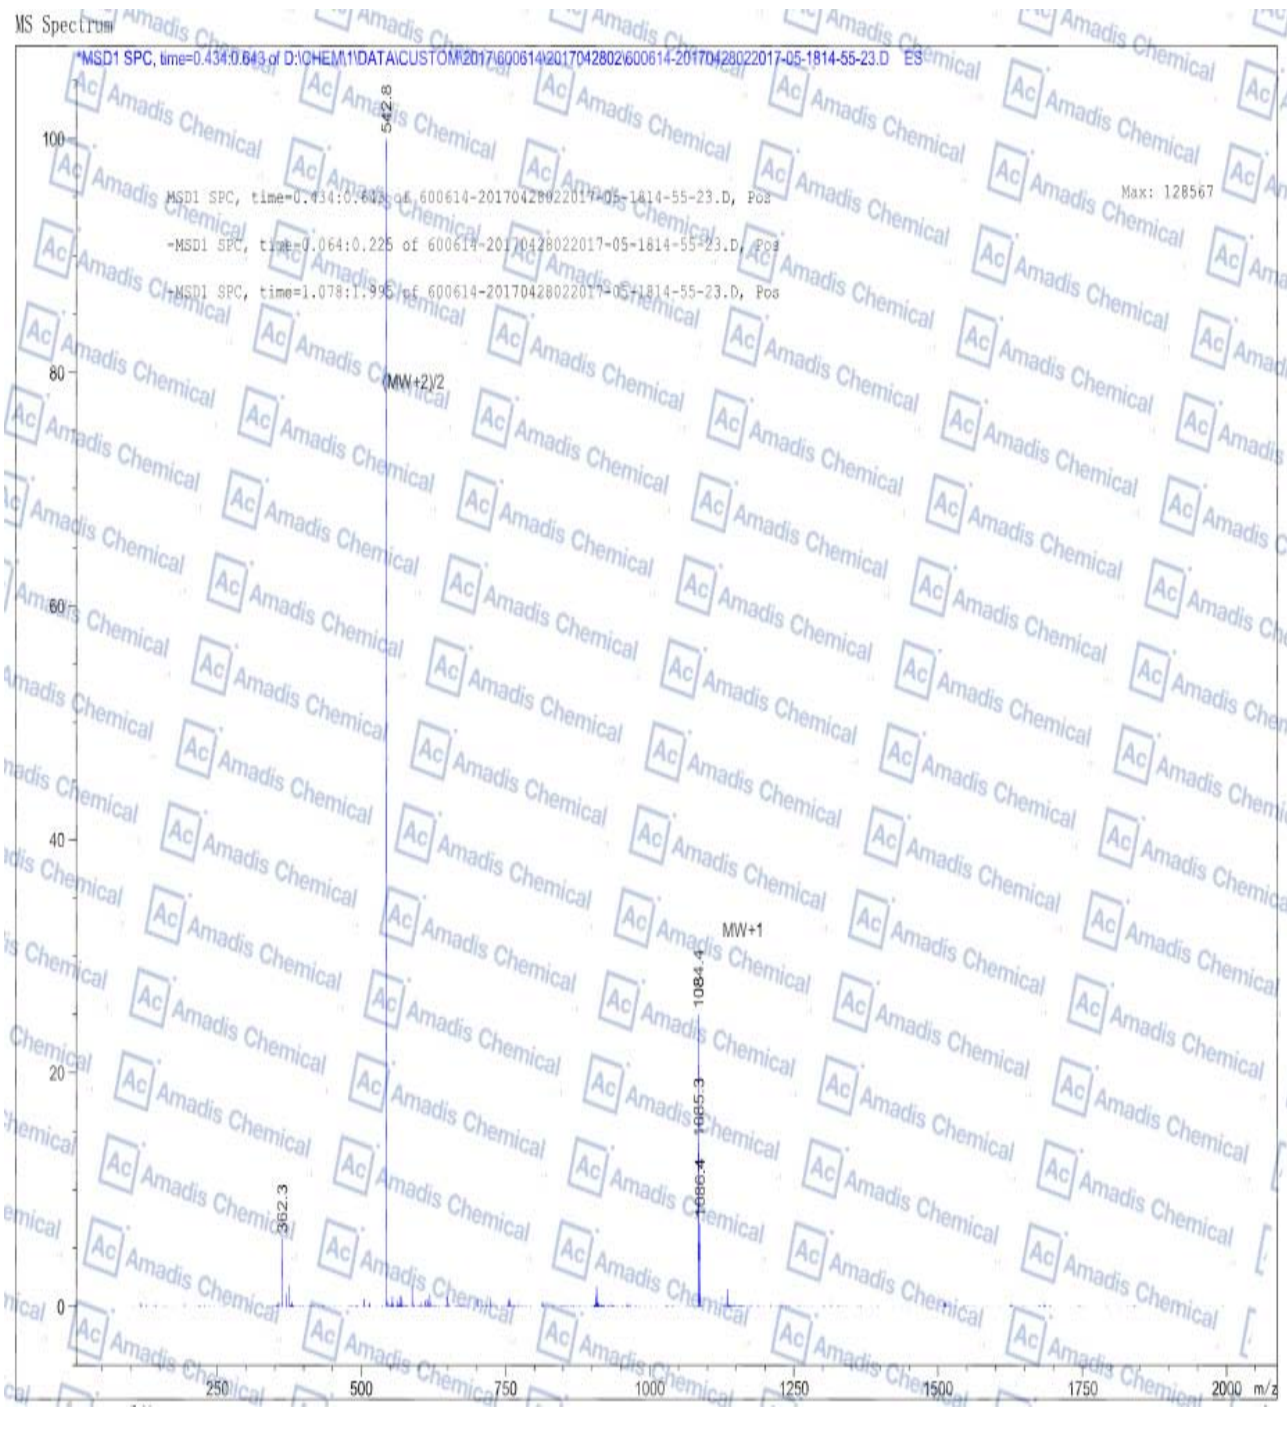 MS Spectrum
*MSD1 SPC, time=0.434:0.643 of D:\CHEM\1\DATA\CUSTOM\2017\600614\2017042802\600614-20170428022017-05-1814-55-23.D ES
542.8
100
MSD1 SPC, time=0.434:0.643 of 600614-20170428022017-05-1814-55-23.D, Pos
Max: 128567
-MSD1 SPC, time=0.064:0.225 of 600614-20170428022017-05-1814-55-23.D, Pos
-MSD1 SPC, time=1.078:1.995 of 600614-20170428022017-05-1814-55-23.D, Pos
80
(MW+2)/2
60
40
MW+1
1084.4
20
1085.3
1086.4
362.3
0
250 500 750 1000 1250 1500 1750 2000 m/z
Ac Amadis Chemical